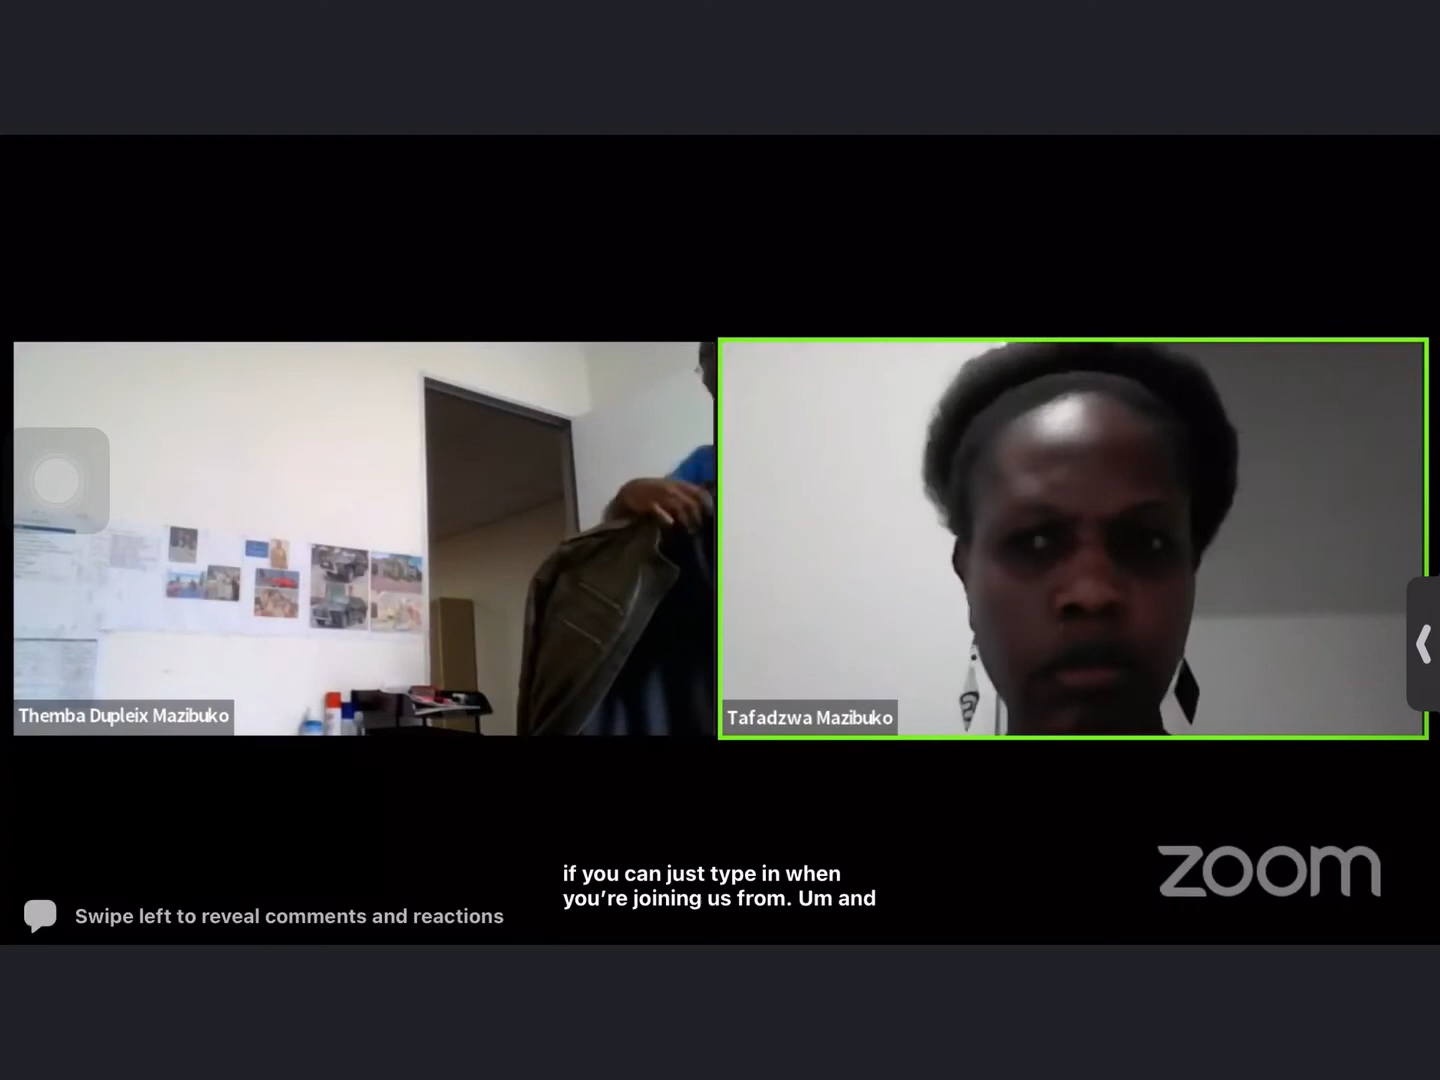 Themba Dupleix Mazibuko
Tafadzwa Mazibuko
if you can just type in when
you're joining us from. Um and
Swipe left to reveal comments and reactions
zoom